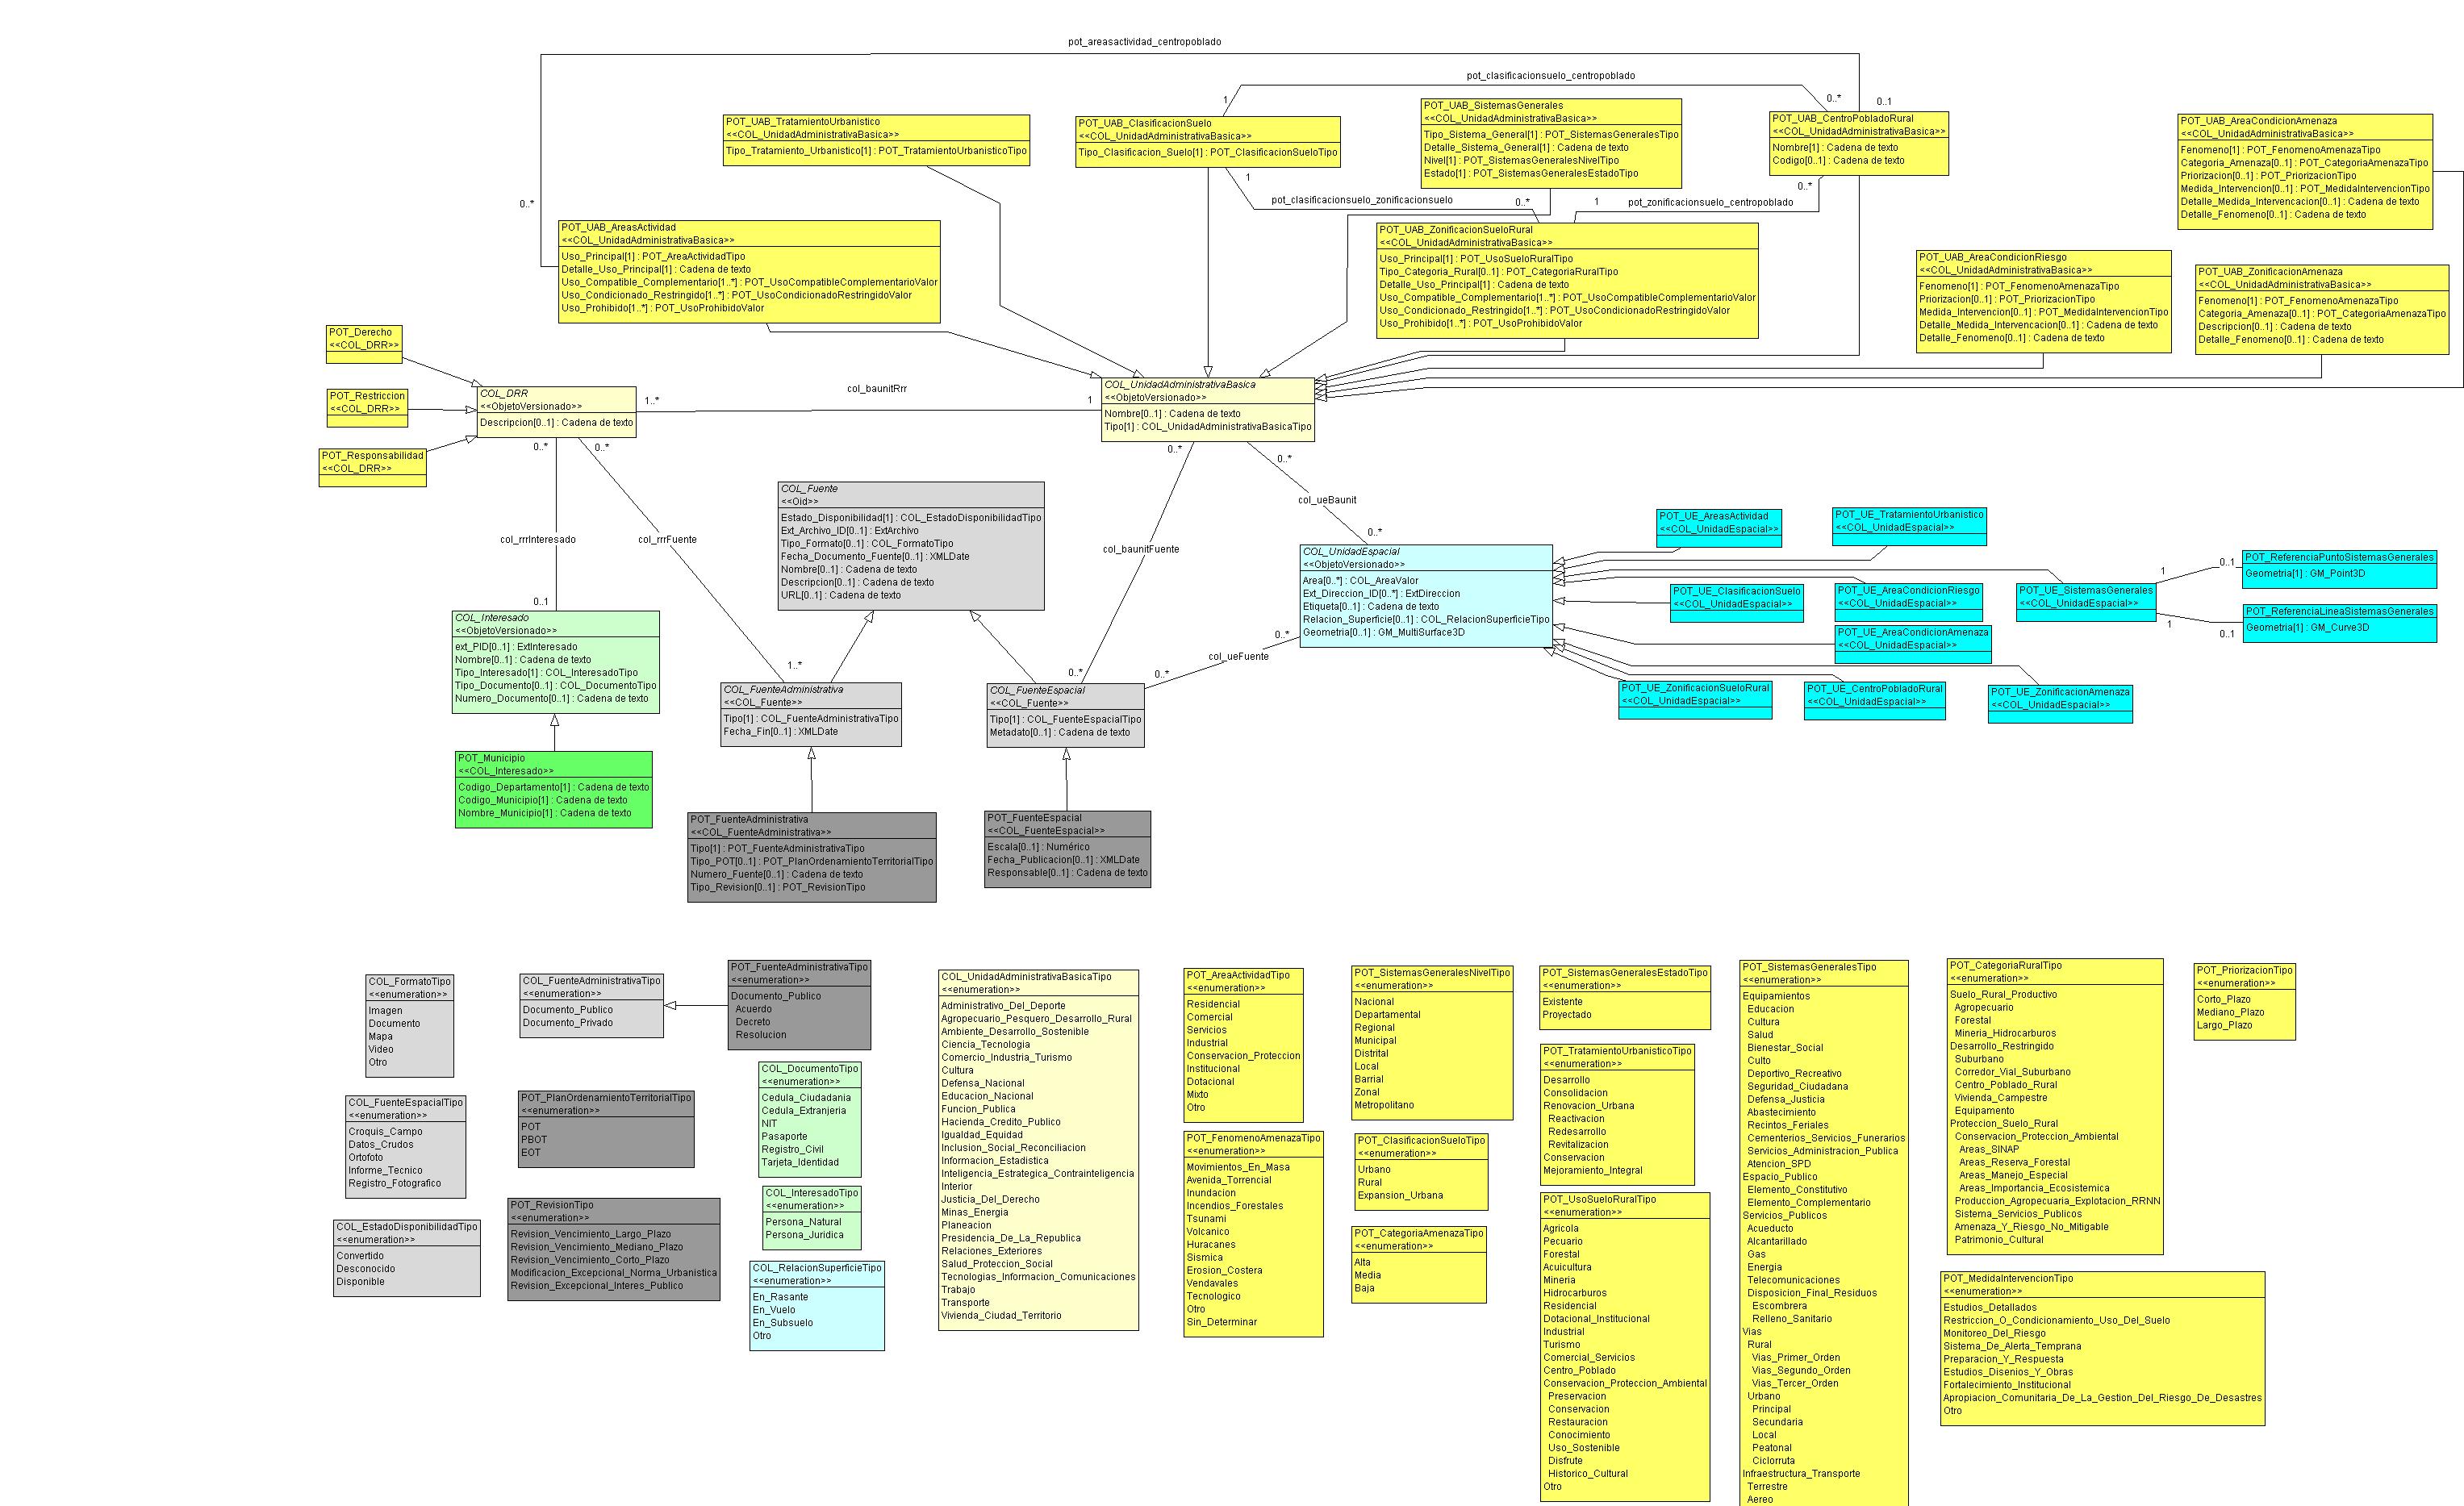 pot_areasactividad_centropoblado
pot_clasificacionsuelo_centropoblado
1
0..*
0..1
POT_UAB_TratamientoUrbanistico
<<COL_UnidadAdministrativaBasica>>
Tipo_Tratamiento_Urbanistico[1] : POT_TratamientoUrbanisticoTipo
POT_UAB_ClasificacionSuelo
<<COL_UnidadAdministrativaBasica>>
Tipo_Clasificacion_Suelo[1] : POT_ClasificacionSueloTipo
POT_UAB_SistemasGenerales
<<COL_UnidadAdministrativaBasica>>
Tipo_Sistema_General[1] : POT_SistemasGeneralesTipo
Detalle_Sistema_General[1] : Cadena de texto
Nivel[1] : POT_SistemasGeneralesNivelTipo
Estado[1] : POT_SistemasGeneralesEstadoTipo
POT_UAB_CentroPobladoRural
<<COL_UnidadAdministrativaBasica>>
Nombre[1] : Cadena de texto
Codigo[0..1] : Cadena de texto
POT_UAB_AreaCondicionAmenaza
<<COL_UnidadAdministrativaBasica>>
Fenomeno[1] : POT_FenomenoAmenazaTipo
Categoria_Amenaza[0..1] : POT_CategoriaAmenazaTipo
Priorizacion[0..1] : POT_PriorizacionTipo
Medida_Intervencion[0..1] : POT_MedidaIntervencionTipo
Detalle_Medida_Intervencacion[0..1] : Cadena de texto
Detalle_Fenomeno[0..1] : Cadena de texto
0..*
1
pot_clasificacionsuelo_zonificacionsuelo
0..*
1
pot_zonificacionsuelo_centropoblado
0..*
POT_UAB_AreasActividad
<<COL_UnidadAdministrativaBasica>>
Uso_Principal[1] : POT_AreaActividadTipo
Detalle_Uso_Principal[1] : Cadena de texto
Uso_Compatible_Complementario[1..*] : POT_UsoCompatibleComplementarioValor
Uso_Condicionado_Restringido[1..*] : POT_UsoCondicionadoRestringidoValor
Uso_Prohibido[1..*] : POT_UsoProhibidoValor
POT_UAB_ZonificacionSueloRural
<<COL_UnidadAdministrativaBasica>>
Uso_Principal[1] : POT_UsoSueloRuralTipo
Tipo_Categoria_Rural[0..1] : POT_CategoriaRuralTipo
Detalle_Uso_Principal[1] : Cadena de texto
Uso_Compatible_Complementario[1..*] : POT_UsoCompatibleComplementarioValor
Uso_Condicionado_Restringido[1..*] : POT_UsoCondicionadoRestringidoValor
Uso_Prohibido[1..*] : POT_UsoProhibidoValor
POT_UAB_AreaCondicionRiesgo
<<COL_UnidadAdministrativaBasica>>
Fenomeno[1] : POT_FenomenoAmenazaTipo
Priorizacion[0..1] : POT_PriorizacionTipo
Medida_Intervencion[0..1] : POT_MedidaIntervencionTipo
Detalle_Medida_Intervencacion[0..1] : Cadena de texto
Detalle_Fenomeno[0..1] : Cadena de texto
POT_UAB_ZonificacionAmenaza
<<COL_UnidadAdministrativaBasica>>
Fenomeno[1] : POT_FenomenoAmenazaTipo
Categoria_Amenaza[0..1] : POT_CategoriaAmenazaTipo
Descripcion[0..1] : Cadena de texto
Detalle_Fenomeno[0..1] : Cadena de texto
POT_Derecho
<<COL_DRR>>
POT_Restriccion
<<COL_DRR>>
POT_Responsabilidad
<<COL_DRR>>
COL_DRR
<<ObjetoVersionado>>
Descripcion[0..1] : Cadena de texto
1..*
col_baunitRrr
1
COL_UnidadAdministrativaBasica
<<ObjetoVersionado>>
Nombre[0..1] : Cadena de texto
Tipo[1] : COL_UnidadAdministrativaBasicaTipo
0..*
0..*
0..*
0..*
col_rrrInteresado
col_rrrFuente
col_baunitFuente
col_ueBaunit
0..*
COL_Fuente
<<Oid>>
Estado_Disponibilidad[1] : COL_EstadoDisponibilidadTipo
Ext_Archivo_ID[0..1] : ExtArchivo
Tipo_Formato[0..1] : COL_FormatoTipo
Fecha_Documento_Fuente[0..1] : XMLDate
Nombre[0..1] : Cadena de texto
Descripcion[0..1] : Cadena de texto
URL[0..1] : Cadena de texto
COL_UnidadEspacial
<<ObjetoVersionado>>
Area[0..*] : COL_AreaValor
Ext_Direccion_ID[0..*] : ExtDireccion
Etiqueta[0..1] : Cadena de texto
Relacion_Superficie[0..1] : COL_RelacionSuperficieTipo
Geometria[0..1] : GM_MultiSurface3D
POT_UE_AreasActividad
<<COL_UnidadEspacial>>
POT_UE_TratamientoUrbanistico
<<COL_UnidadEspacial>>
POT_UE_ClasificacionSuelo
<<COL_UnidadEspacial>>
POT_UE_AreaCondicionRiesgo
<<COL_UnidadEspacial>>
POT_UE_SistemasGenerales
<<COL_UnidadEspacial>>
1
0..1
POT_ReferenciaPuntoSistemasGenerales
Geometria[1] : GM_Point3D
1
0..1
POT_ReferenciaLineaSistemasGenerales
Geometria[1] : GM_Curve3D
POT_UE_AreaCondicionAmenaza
<<COL_UnidadEspacial>>
POT_UE_ZonificacionSueloRural
<<COL_UnidadEspacial>>
POT_UE_CentroPobladoRural
<<COL_UnidadEspacial>>
POT_UE_ZonificacionAmenaza
<<COL_UnidadEspacial>>
0..1
COL_Interesado
<<ObjetoVersionado>>
ext_PID[0..1] : ExtInteresado
Nombre[0..1] : Cadena de texto
Tipo_Interesado[1] : COL_InteresadoTipo
Tipo_Documento[0..1] : COL_DocumentoTipo
Numero_Documento[0..1] : Cadena de texto
1..*
0..*
0..*
col_ueFuente
0..*
COL_FuenteAdministrativa
<<COL_Fuente>>
Tipo[1] : COL_FuenteAdministrativaTipo
Fecha_Fin[0..1] : XMLDate
COL_FuenteEspacial
<<COL_Fuente>>
Tipo[1] : COL_FuenteEspacialTipo
Metadato[0..1] : Cadena de texto
POT_Municipio
<<COL_Interesado>>
Codigo_Departamento[1] : Cadena de texto
Codigo_Municipio[1] : Cadena de texto
Nombre_Municipio[1] : Cadena de texto
POT_FuenteAdministrativa
<<COL_FuenteAdministrativa>>
Tipo[1] : POT_FuenteAdministrativaTipo
Tipo_POT[0..1] : POT_PlanOrdenamientoTerritorialTipo
Numero_Fuente[0..1] : Cadena de texto
Tipo_Revision[0..1] : POT_RevisionTipo
POT_FuenteEspacial
<<COL_FuenteEspacial>>
Escala[0..1] : Numérico
Fecha_Publicacion[0..1] : XMLDate
Responsable[0..1] : Cadena de texto
COL_FormatoTipo
<<enumeration>>
Imagen
Documento
Mapa
Video
Otro
COL_FuenteEspacialTipo
<<enumeration>>
Croquis_Campo
Datos_Crudos
Ortofoto
Informe_Tecnico
Registro_Fotografico
COL_EstadoDisponibilidadTipo
<<enumeration>>
Convertido
Desconocido
Disponible
COL_FuenteAdministrativaTipo
<<enumeration>>
Documento_Publico
Documento_Privado
POT_PlanOrdenamientoTerritorialTipo
<<enumeration>>
POT
PBOT
EOT
POT_RevisionTipo
<<enumeration>>
Revision_Vencimiento_Largo_Plazo
Revision_Vencimiento_Mediano_Plazo
Revision_Vencimiento_Corto_Plazo
Modificacion_Excepcional_Norma_Urbanistica
Revision_Excepcional_Interes_Publico
POT_FuenteAdministrativaTipo
<<enumeration>>
Documento_Publico
Acuerdo
Decreto
Resolucion
COL_DocumentoTipo
<<enumeration>>
Cedula_Ciudadania
Cedula_Extranjeria
NIT
Pasaporte
Registro_Civil
Tarjeta_Identidad
COL_InteresadoTipo
<<enumeration>>
Persona_Natural
Persona_Juridica
COL_RelacionSuperficieTipo
<<enumeration>>
En_Rasante
En_Vuelo
En_Subsuelo
Otro
COL_UnidadAdministrativaBasicaTipo
<<enumeration>>
Administrativo_Del_Deporte
Agropecuario_Pesquero_Desarrollo_Rural
Ambiente_Desarrollo_Sostenible
Ciencia_Tecnologia
Comercio_Industria_Turismo
Cultura
Defensa_Nacional
Educacion_Nacional
Funcion_Publica
Hacienda_Credito_Publico
Igualdad_Equidad
Inclusion_Social_Reconciliacion
Informacion_Estadistica
Inteligencia_Estrategica_Contrainteligencia
Interior
Justicia_Del_Derecho
Minas_Energia
Planeacion
Presidencia_De_La_Republica
Relaciones_Exteriores
Salud_Proteccion_Social
Tecnologias_Informacion_Comunicaciones
Trabajo
Transporte
Vivienda_Ciudad_Territorio
POT_AreaActividadTipo
<<enumeration>>
Residencial
Comercial
Servicios
Industrial
Conservacion_Proteccion
Institucional
Dotacional
Mixto
Otro
POT_FenomenoAmenazaTipo
<<enumeration>>
Movimientos_En_Masa
Avenida_Torrencial
Inundacion
Incendios_Forestales
Tsunami
Volcanico
Huracanes
Sismica
Erosion_Costera
Vendavales
Tecnologico
Otro
Sin_Determinar
POT_SistemasGeneralesNivelTipo
<<enumeration>>
Nacional
Departamental
Regional
Municipal
Distrital
Local
Barrial
Zonal
Metropolitano
POT_ClasificacionSueloTipo
<<enumeration>>
Urbano
Rural
Expansion_Urbana
POT_CategoriaAmenazaTipo
<<enumeration>>
Alta
Media
Baja
POT_SistemasGeneralesEstadoTipo
<<enumeration>>
Existente
Proyectado
POT_TratamientoUrbanisticoTipo
<<enumeration>>
Desarrollo
Consolidacion
Renovacion_Urbana
Reactivacion
Redesarrollo
Revitalizacion
Conservacion
Mejoramiento_Integral
POT_UsoSueloRuralTipo
<<enumeration>>
Agricola
Pecuario
Forestal
Acuicultura
Mineria
Hidrocarburos
Residencial
Dotacional_Institucional
Industrial
Turismo
Comercial_Servicios
Centro_Poblado
Conservacion_Proteccion_Ambiental
Preservacion
Conservacion
Restauracion
Conocimiento
Uso_Sostenible
Disfrute
Historico_Cultural
Otro
POT_SistemasGeneralesTipo
<<enumeration>>
Equipamientos
Educacion
Cultura
Salud
Bienestar_Social
Culto
Deportivo_Recreativo
Seguridad_Ciudadana
Defensa_Justicia
Abastecimiento
Recintos_Feriales
Cementerios_Servicios_Funerarios
Servicios_Administracion_Publica
Atencion_SPD
Espacio_Publico
Elemento_Constitutivo
Elemento_Complementario
Servicios_Publicos
Acueducto
Alcantarillado
Gas
Energia
Telecomunicaciones
Disposicion_Final_Residuos
Escombrera
Relleno_Sanitario
Vias
Rural
Vias_Primer_Orden
Vias_Segundo_Orden
Vias_Tercer_Orden
Urbano
Principal
Secundaria
Local
Peatonal
Ciclorruta
Infraestructura_Transporte
Terrestre
Aereo
POT_CategoriaRuralTipo
<<enumeration>>
Suelo_Rural_Productivo
Agropecuario
Forestal
Mineria_Hidrocarburos
Desarrollo_Restringido
Suburbano
Corredor_Vial_Suburbano
Centro_Poblado_Rural
Vivienda_Campestre
Equipamento
Proteccion_Suelo_Rural
Conservacion_Proteccion_Ambiental
Areas_SINAP
Areas_Reserva_Forestal
Areas_Manejo_Especial
Areas_Importancia_Ecosistemica
Produccion_Agropecuaria_Explotacion_RRNN
Sistema_Servicios_Publicos
Amenaza_Y_Riesgo_No_Mitigable
Patrimonio_Cultural
POT_MedidaIntervencionTipo
<<enumeration>>
Estudios_Detallados
Restriccion_O_Condicionamiento_Uso_Del_Suelo
Monitoreo_Del_Riesgo
Sistema_De_Alerta_Temprana
Preparacion_Y_Respuesta
Estudios_Disenios_Y_Obras
Fortalecimiento_Institucional
Apropiacion_Comunitaria_De_La_Gestion_Del_Riesgo_De_Desastres
Otro
POT_PriorizacionTipo
<<enumeration>>
Corto_Plazo
Mediano_Plazo
Largo_Plazo